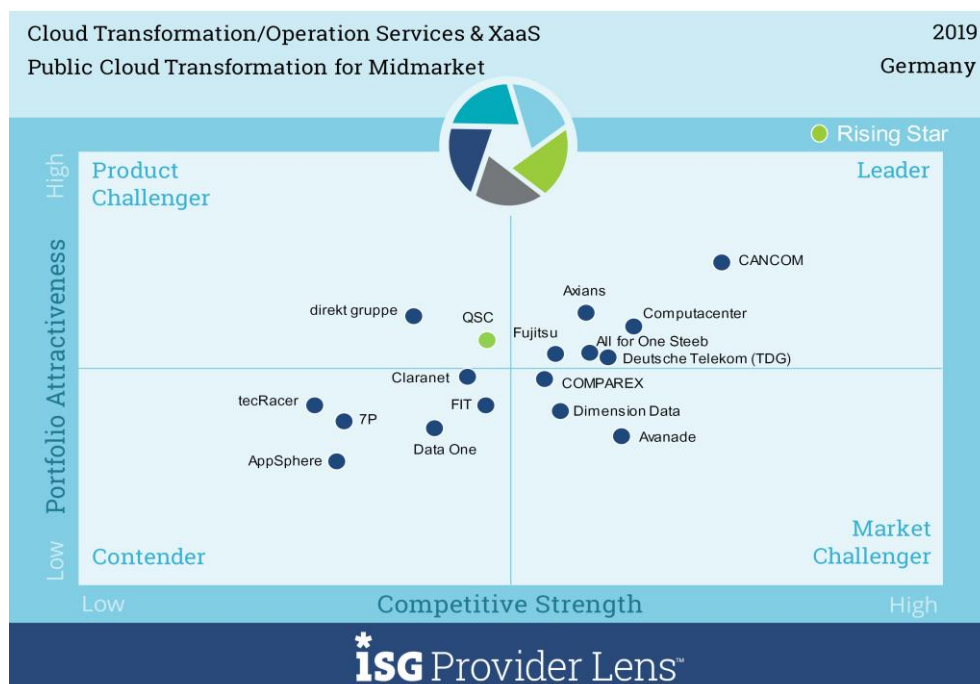 Cloud Transformation/Operation Services & XaaS
2019
Public Cloud Transformation for Midmarket
Germany
Rising Star
High
Product
Challenger
Leader
CANCOM
Axians
direkt gruppe
QSC
Computacenter
Fujitsu
All for One Steeb
Deutsche Telekom (TDG)
Portfolio Attractiveness
Claranet
COMPAREX
tecRacer
FIT
7P
Dimension Data
Data One
Avanade
AppSphere
Low
Contender
Market
Challenger
Low
Competitive Strength
High
*ISG Provider Lens™